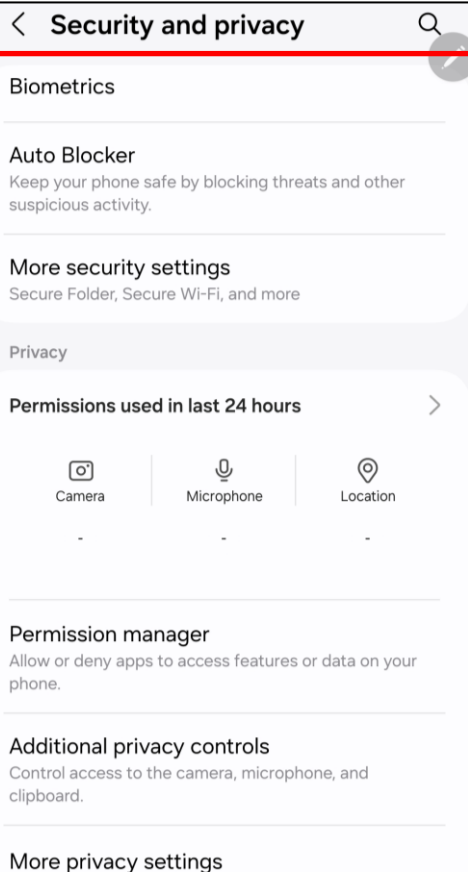 Security and privacy
Biometrics
Auto Blocker
Keep your phone safe by blocking threats and other
suspicious activity.
More security settings
Secure Folder, Secure Wi-Fi, and more
Privacy
Permissions used in last 24 hours
Camera
Microphone
Location
-
-
-
Permission manager
Allow or deny apps to access features or data on your
phone.
Additional privacy controls
Control access to the camera, microphone, and
clipboard.
More privacy settings